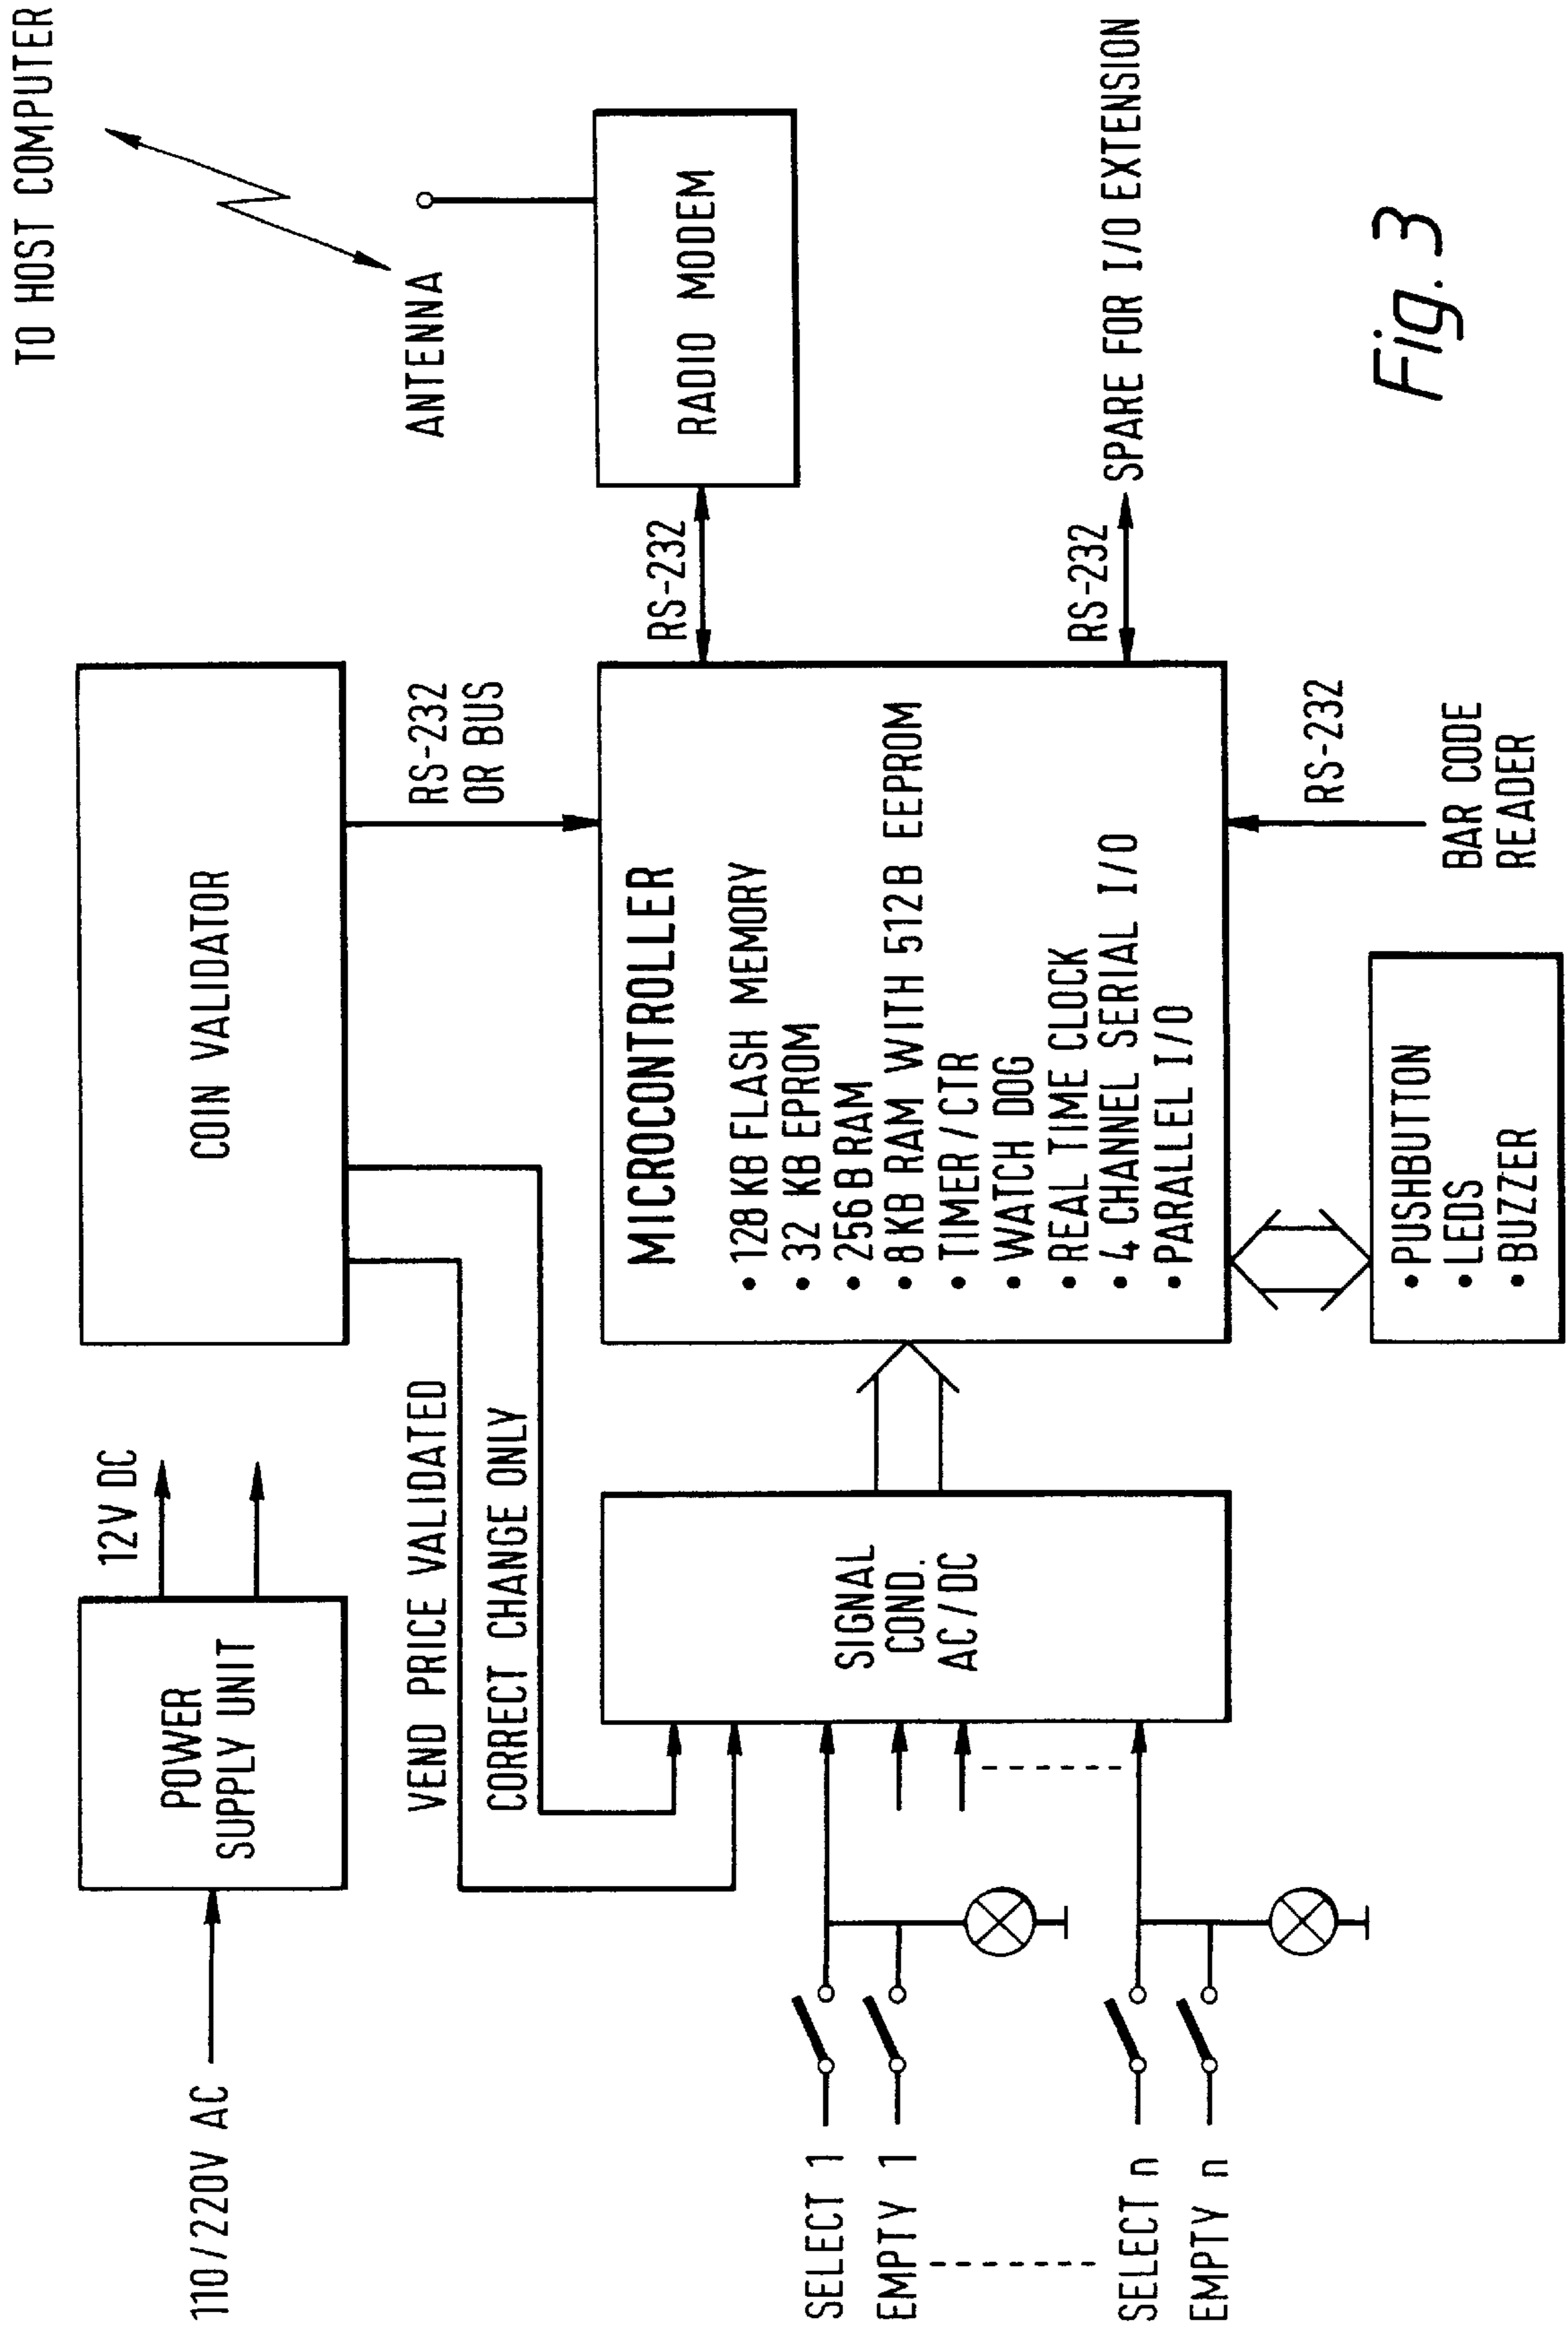 TO HOST COMPUTER
110/220V AC
POWER
SUPPLY UNIT
12V DC
COIN VALIDATOR
ANTENNA
VEND PRICE VALIDATED
CORRECT CHANGE ONLY
RS-232
OR BUS
RS-232
RADIO MODEM
SELECT 1
EMPTY 1
SELECT n
EMPTY n
SIGNAL
COND.
AC/DC
MICROCONTROLLER
• 128 KB FLASH MEMORY
• 32 KB EPROM
• 256 B RAM
• 8 KB RAM WITH 512 B EEPROM
• TIMER/CTR
• WATCH DOG
• REAL TIME CLOCK
• 4 CHANNEL SERIAL I/O
• PARALLEL I/O
RS-232
SPARE FOR I/O EXTENSION
• PUSHBUTTON
• LEDS
• BUZZER
RS-232
BAR CODE
READER
Fig. 3